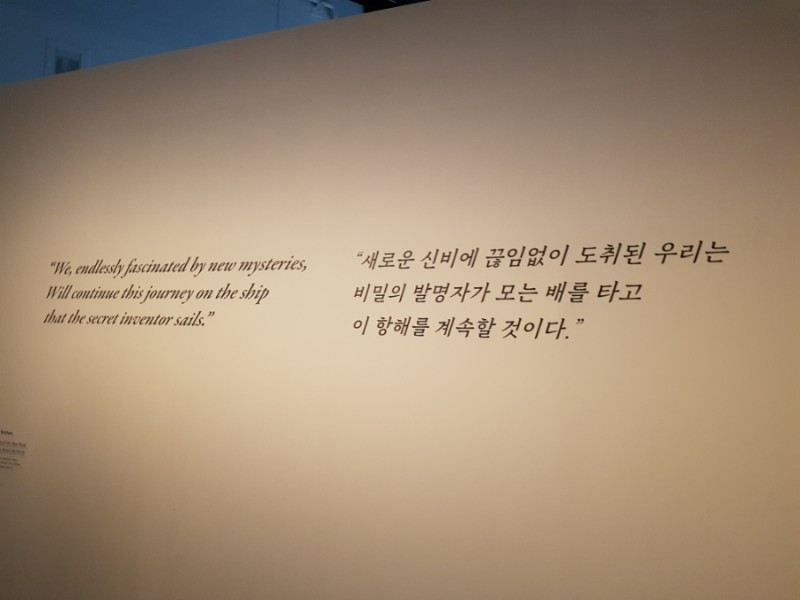 “We, endlessly fascinated by new mysteries,
Will continue this journey on the ship
that the secret inventor sails.”
“새로운 신비에 끊임없이 도취된 우리는
비밀의 발명자가 모는 배를 타고
이 항해를 계속할 것이다.”